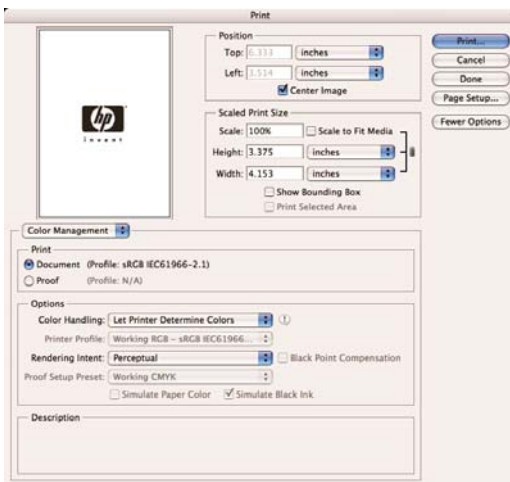 Print
Position
Top: 6.333 inches
Left: 3.514 inches
Center Image
Print...
Cancel
Done
Page Setup...
Fewer Options
hp
invent
Scaled Print Size
Scale: 100% Scale to Fit Media
Height: 3.375 inches
Width: 4.153 inches
Show Bounding Box
Print Selected Area
Color Management
Print
Document (Profile: sRGB IEC61966-2.1)
Proof (Profile: N/A)
Options
Color Handling: Let Printer Determine Colors
Printer Profile: Working RGB - sRGB IEC61966...
Rendering Intent: Perceptual Black Point Compensation
Proof Setup Preset: Working CMYK
Simulate Paper Color Simulate Black Ink
Description